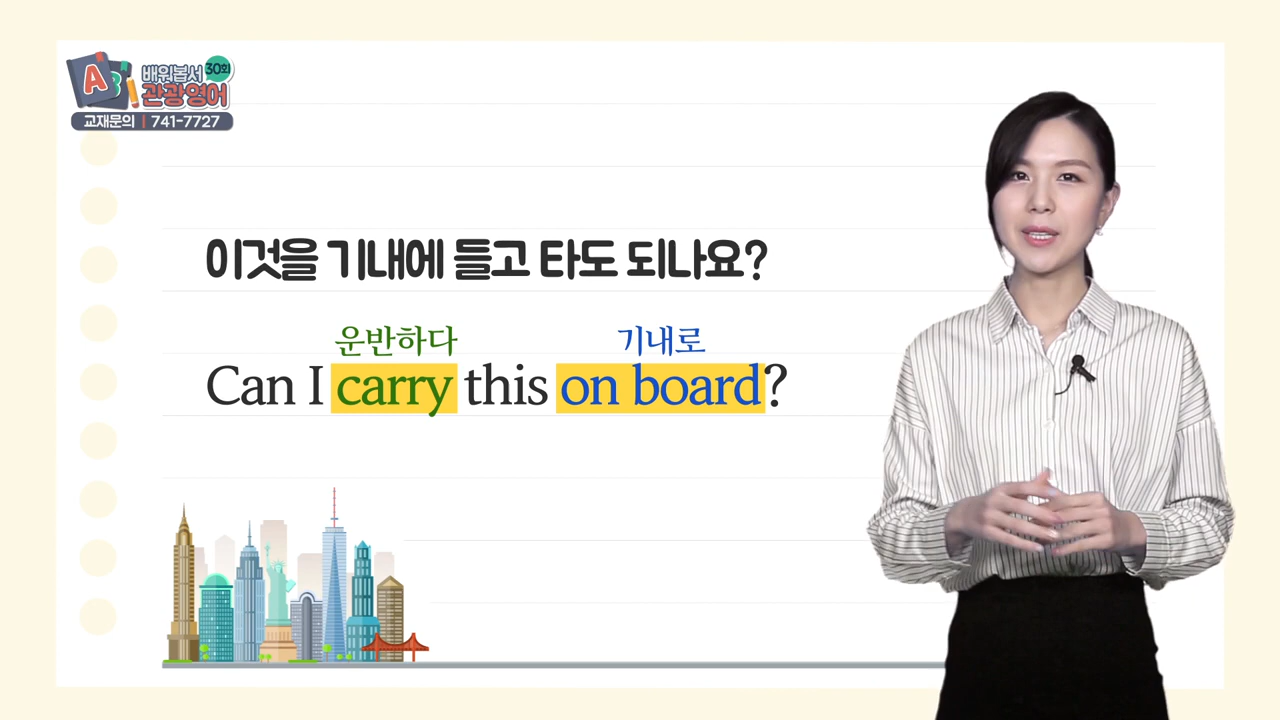 배워봅서 30회
관광영어
교재문의 | 741-7727
이것을 기내에 들고 타도 되나요?
운반하다 기내로
Can I carry this on board?